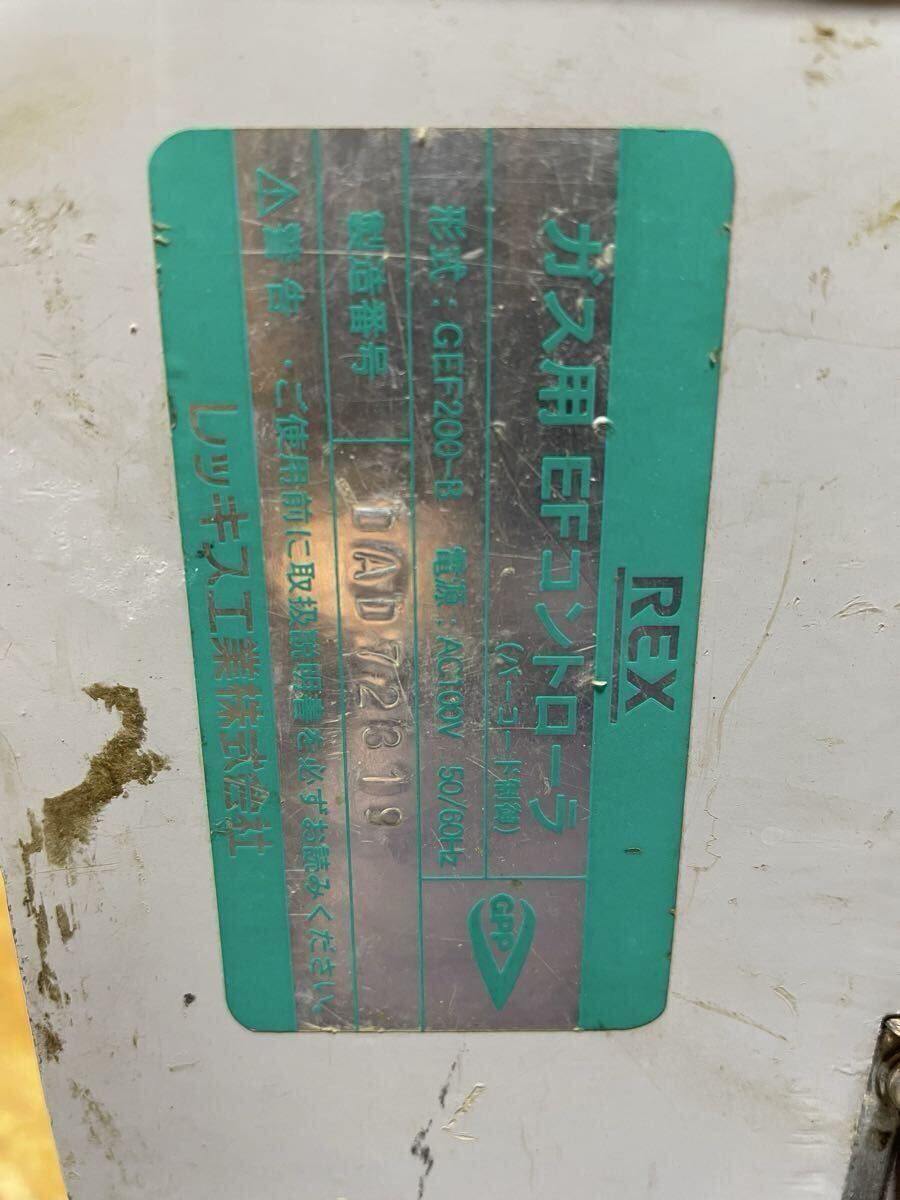 REX
ガス用EFコントローラ
(バーコード制御)
形式：GEF200-B 電源：AC100V 50/60Hz
GPP
製造番号 DAD72819
⚠警告・ご使用前に取扱説明書を必ずお読みください。
レッキス工業株式会社